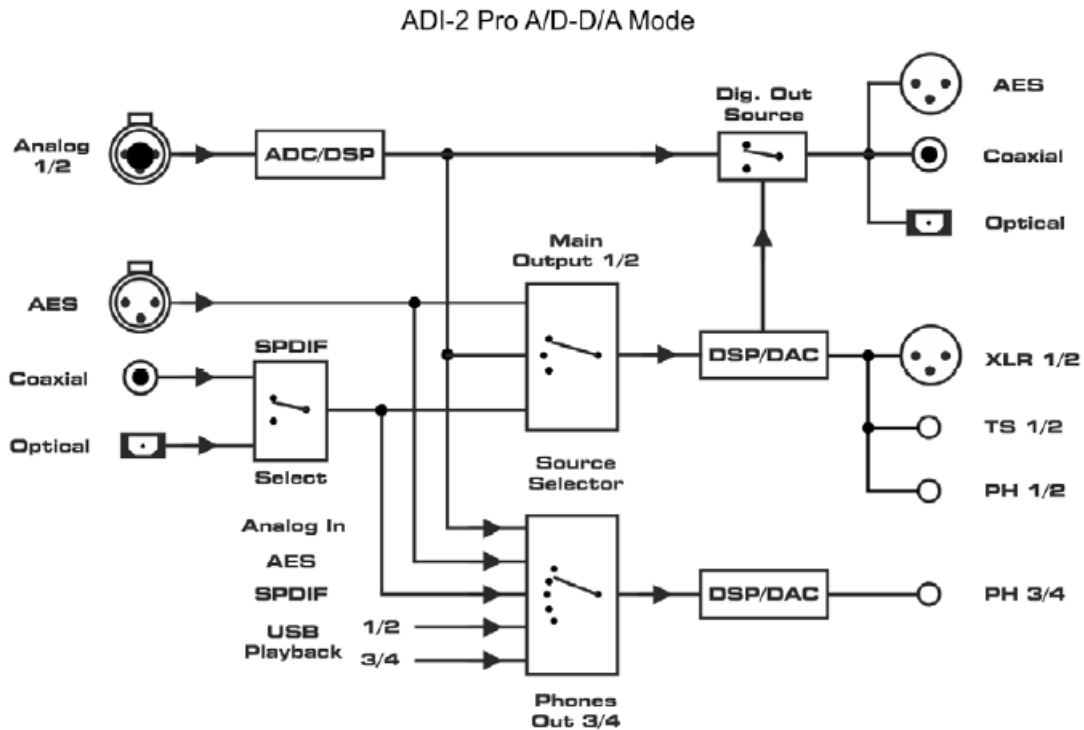 ADI-2 Pro A/D-D/A Mode
Analog
1/2
ADC/DSP
Dig. Out
Source
AES
Coaxial
Optical
AES
Coaxial
Optical
SPDIF
Select
Main
Output 1/2
Source
Selector
DSP/DAC
XLR 1/2
TS 1/2
PH 1/2
Analog In
AES
SPDIF
USB
Playback
1/2
3/4
Phones
Out 3/4
DSP/DAC
PH 3/4